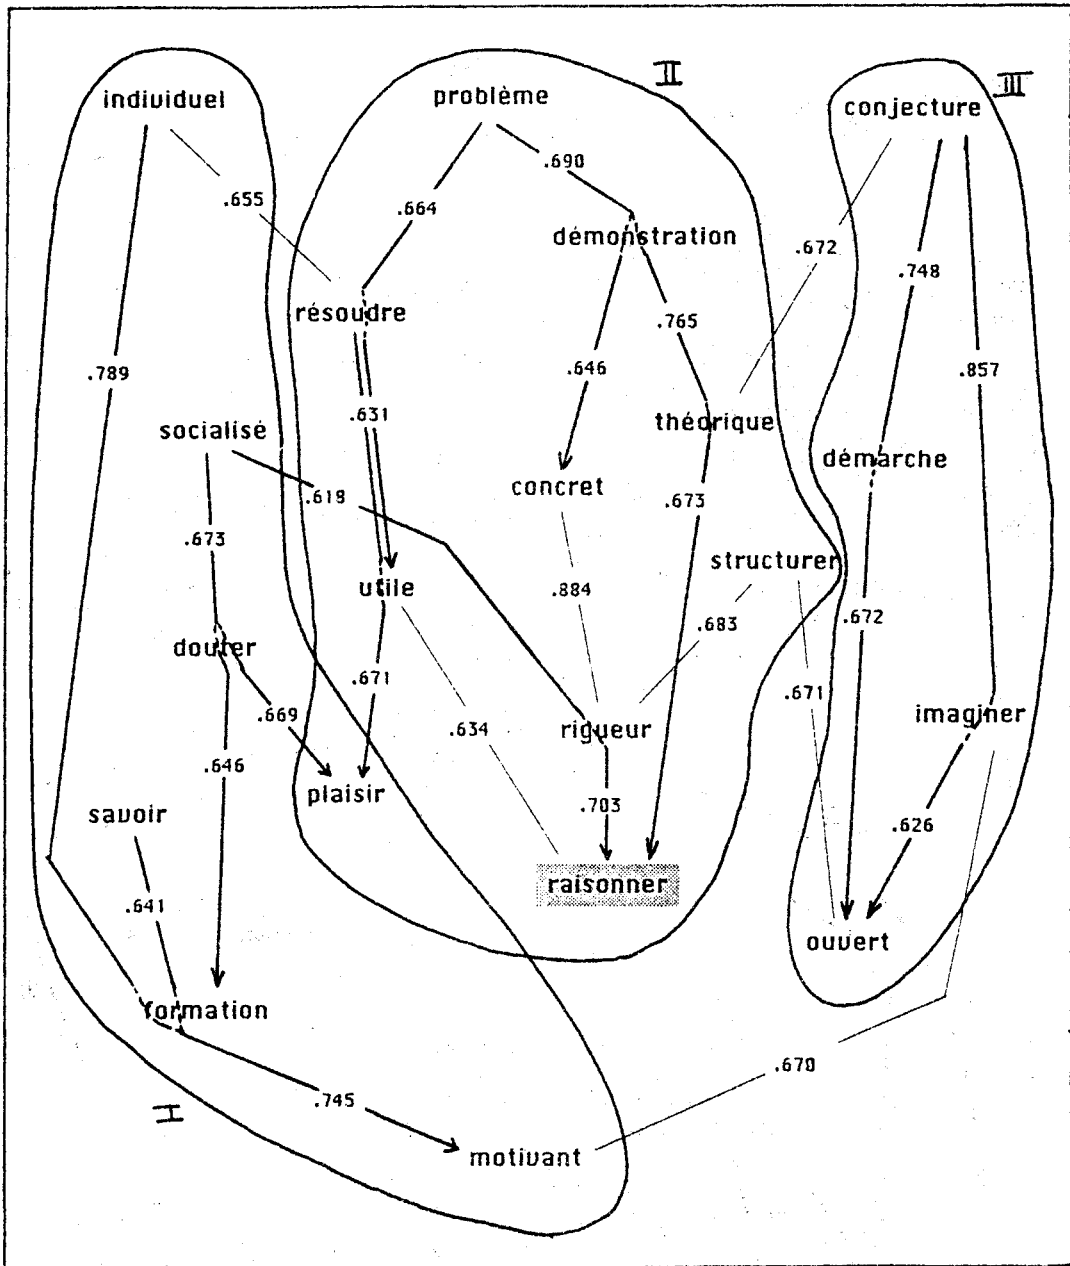 II
individuel
problème
III
conjecture
.690
.655
.664
démonstration
.672
.748
résoudre
.765
.789
.646
.857
.631
socialisé
théorique
démarche
concret
.618
.673
.673
structurer
utile
.884
.672
.683
douter
.671
.671
.669
.634
rigueur
imaginer
.646
plaisir
savoir
.703
.626
raisonner
.641
ouvert
formation
.670
.745
I
motivant